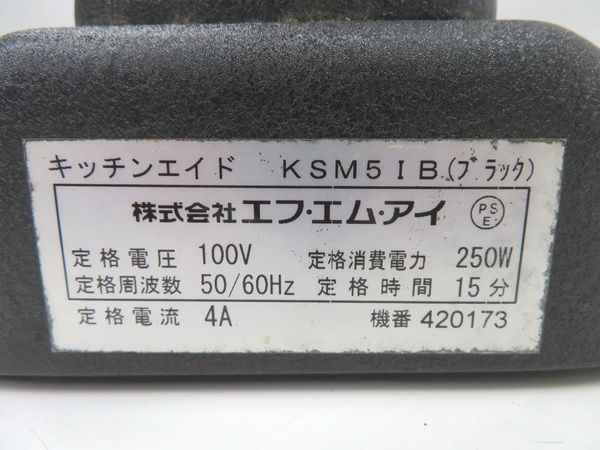 キッチンエイド KSM5IB(ブラック)
株式会社エフ・エム・アイ PSE
定格電圧 100V 定格消費電力 250W
定格周波数 50/60Hz 定格時間 15分
定格電流 4A 機番 420173